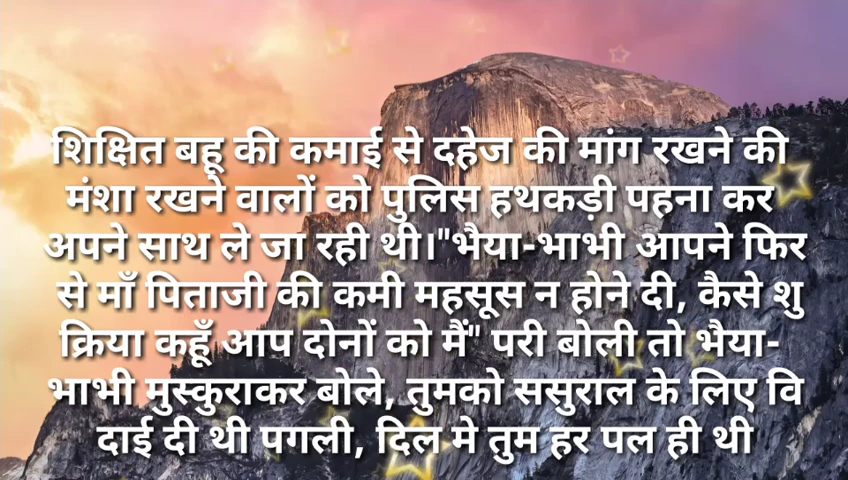 शिक्षित बहू की कमाई से दहेज की मांग रखने की
मंशा रखने वालों को पुलिस हथकड़ी पहना कर
अपने साथ ले जा रही थी।"भैया-भाभी आपने फिर
से माँ पिताजी की कमी महसूस न होने दी, कैसे शु
क्रिया कहूँ आप दोनों को मैं" परी बोली तो भैया-
भाभी मुस्कुराकर बोले, तुमको ससुराल के लिए वि
दाई दी थी पगली, दिल मे तुम हर पल ही थी